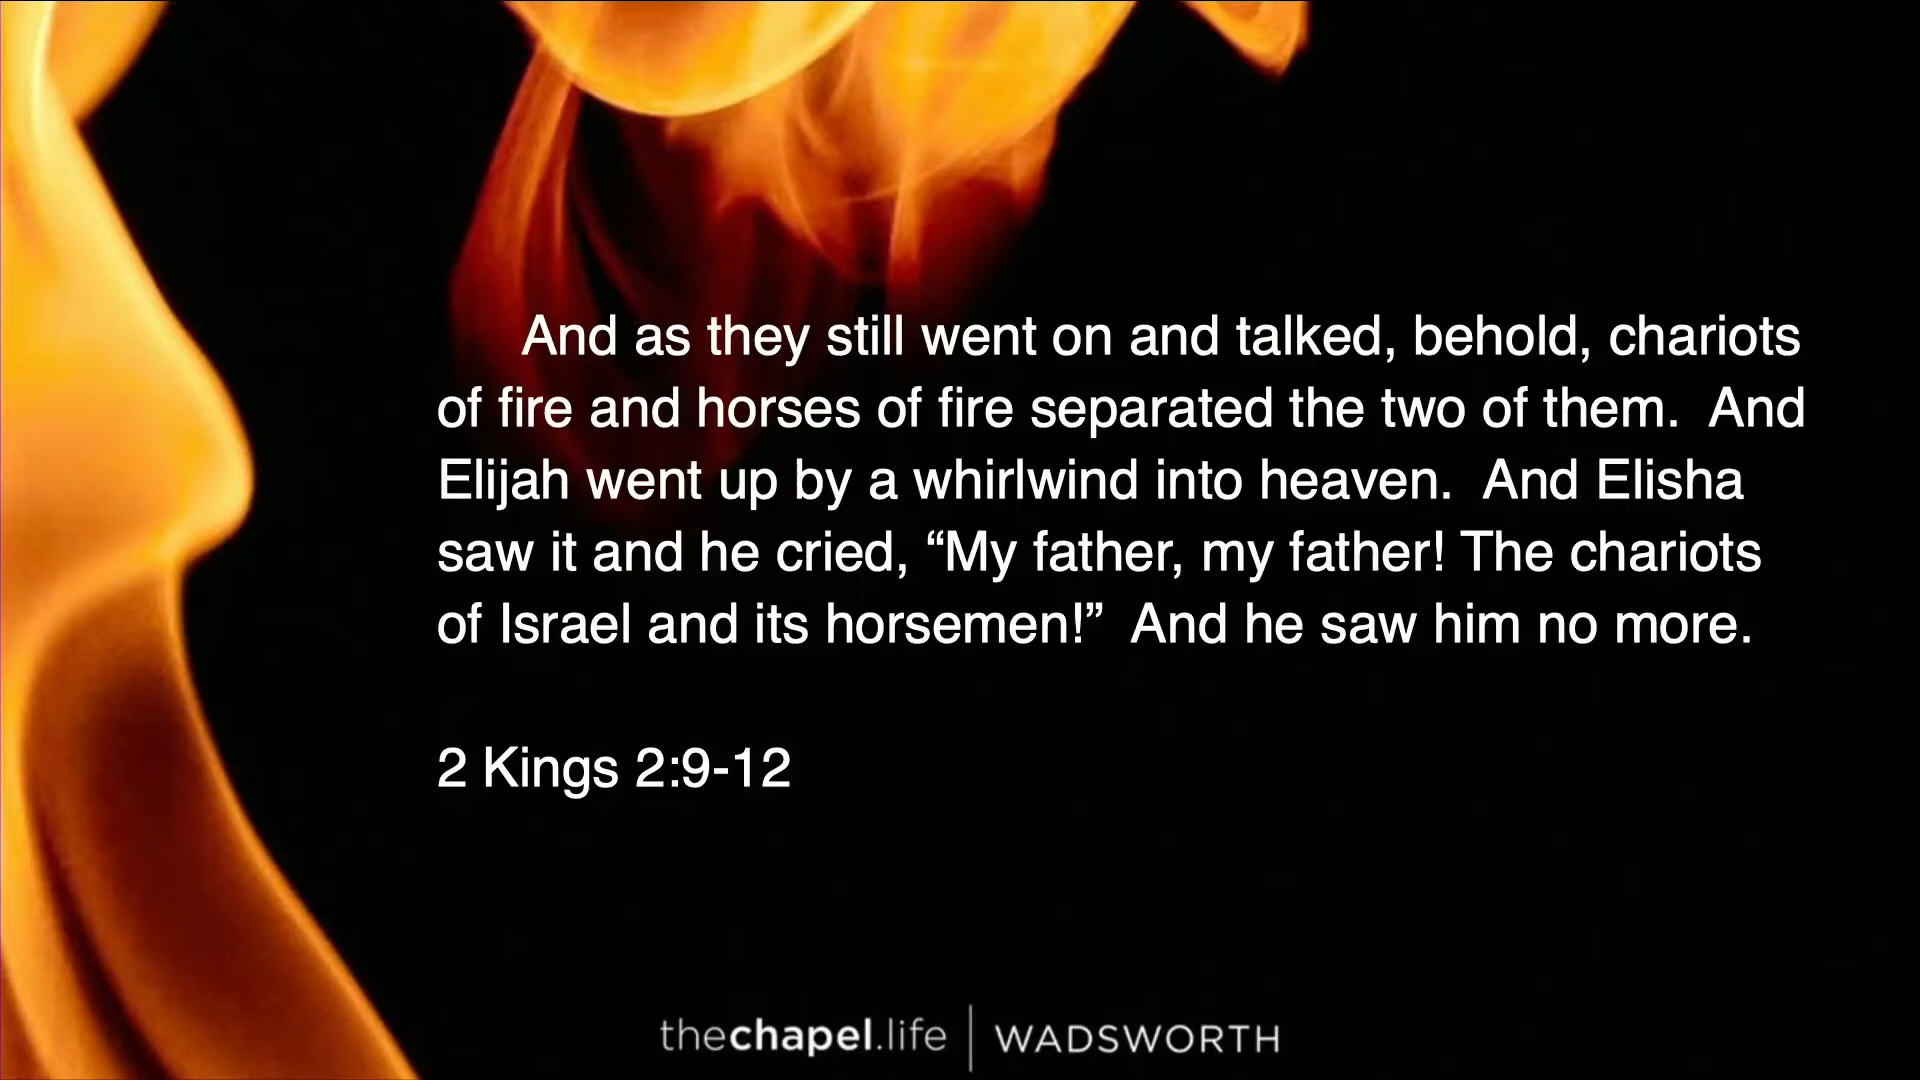 And as they still went on and talked, behold, chariots
of fire and horses of fire separated the two of them.  And
Elijah went up by a whirlwind into heaven.  And Elisha
saw it and he cried, “My father, my father! The chariots
of Israel and its horsemen!”  And he saw him no more.
2 Kings 2:9-12
thechapel.life | WADSWORTH